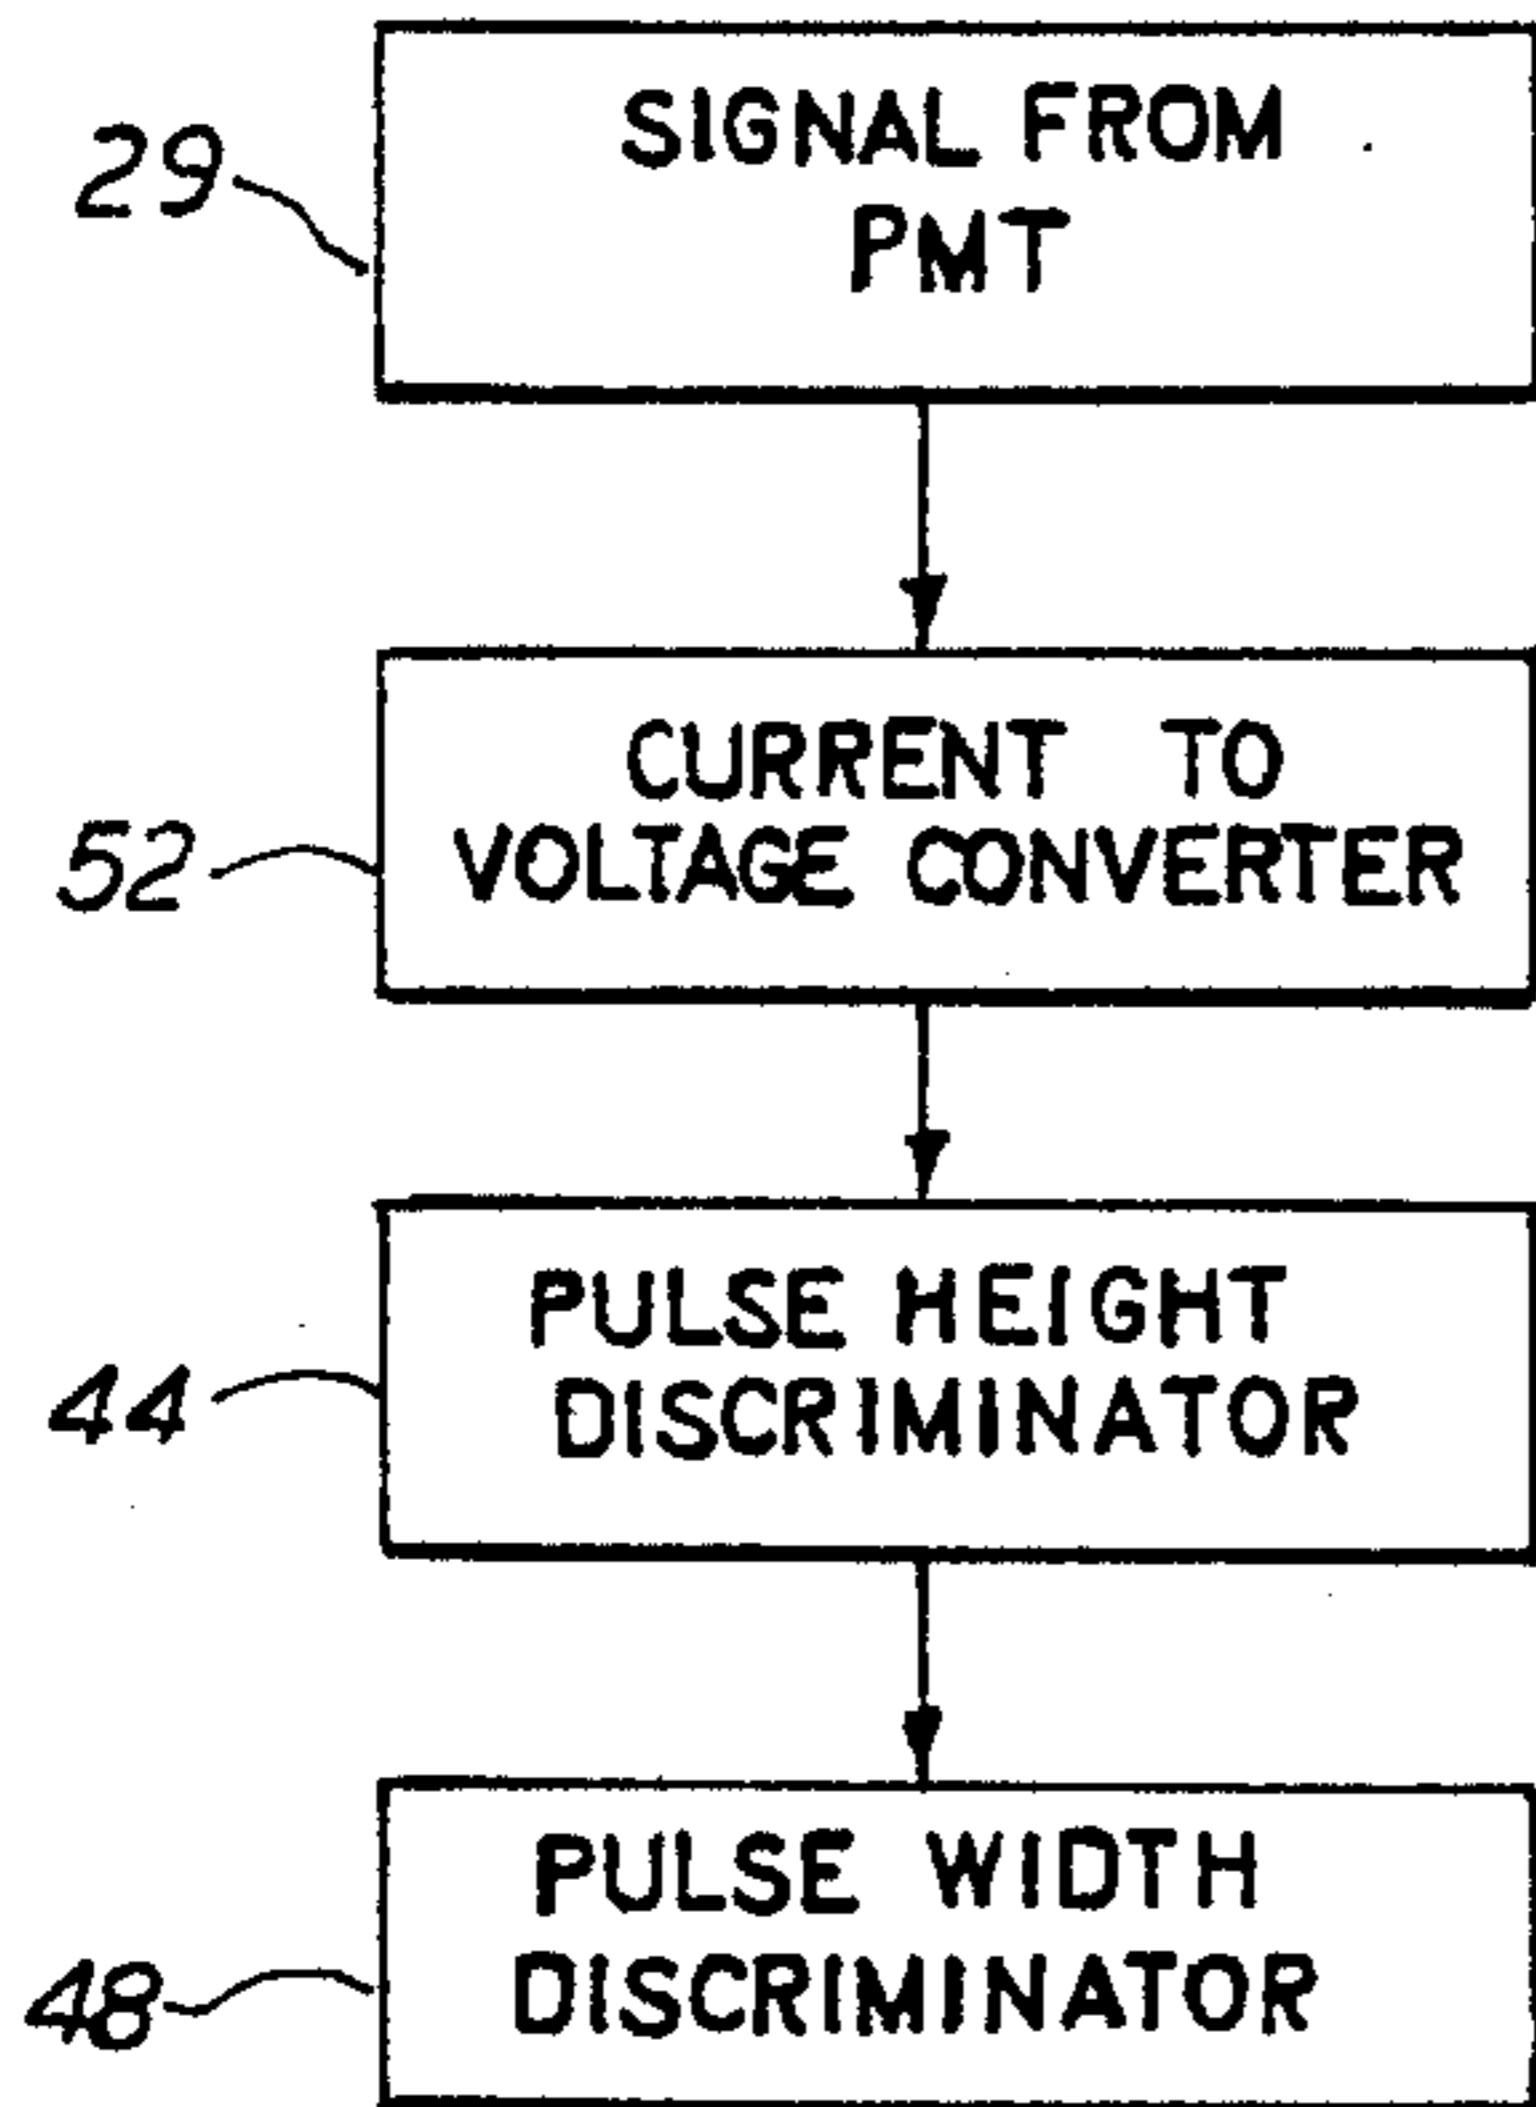 29
SIGNAL FROM
PMT
52
CURRENT TO
VOLTAGE CONVERTER
44
PULSE HEIGHT
DISCRIMINATOR
48
PULSE WIDTH
DISCRIMINATOR